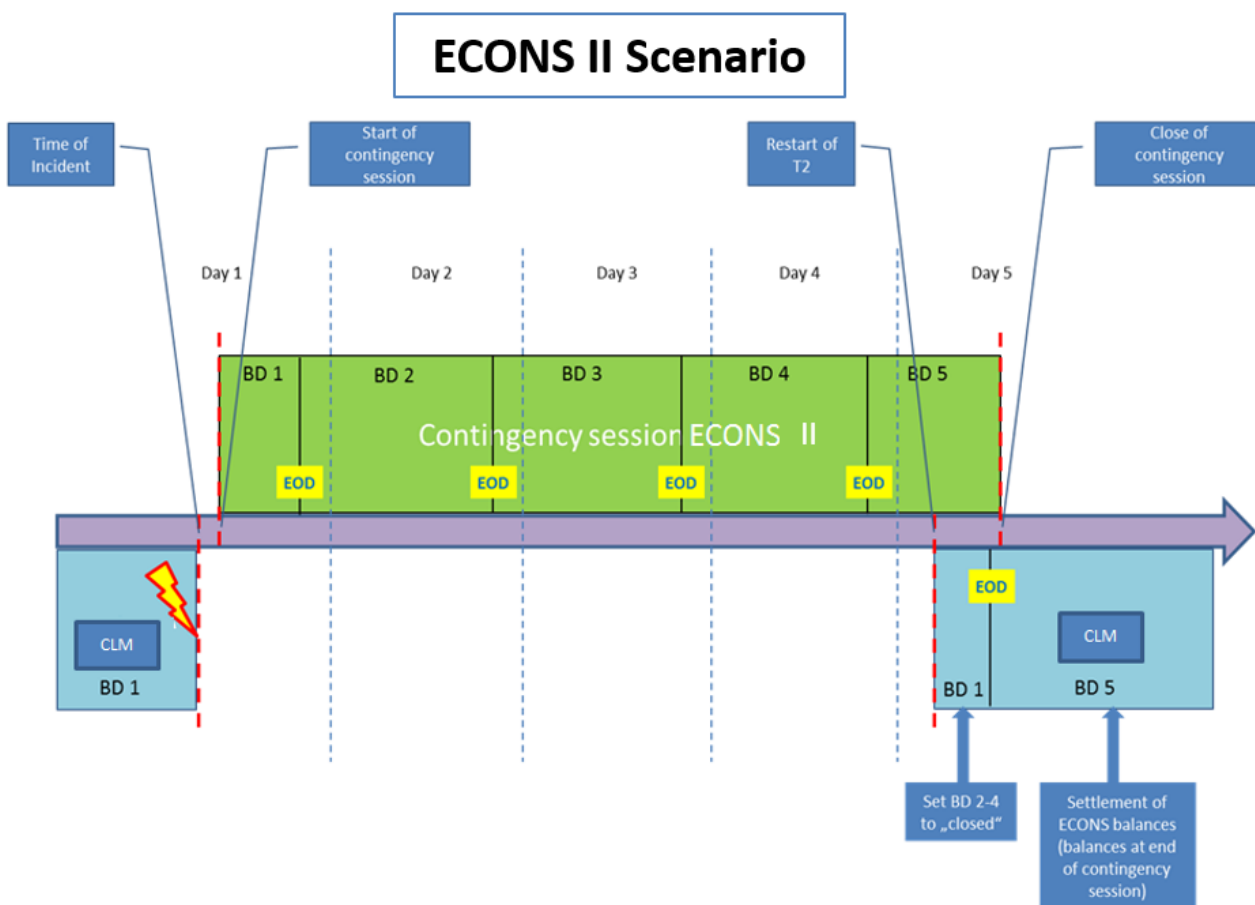 ECONS II Scenario
Time of
Incident
Start of
contingency
session
Restart of
T2
Close of
contingency
session
Day 1
Day 2
Day 3
Day 4
Day 5
BD 1
BD 2
BD 3
BD 4
BD 5
Contingency session ECONS II
EOD
EOD
EOD
EOD
EOD
CLM
BD 1
BD 1
CLM
BD 5
Set BD 2-4
to „closed“
Settlement of
ECONS balances
(balances at end
of contingency
session)